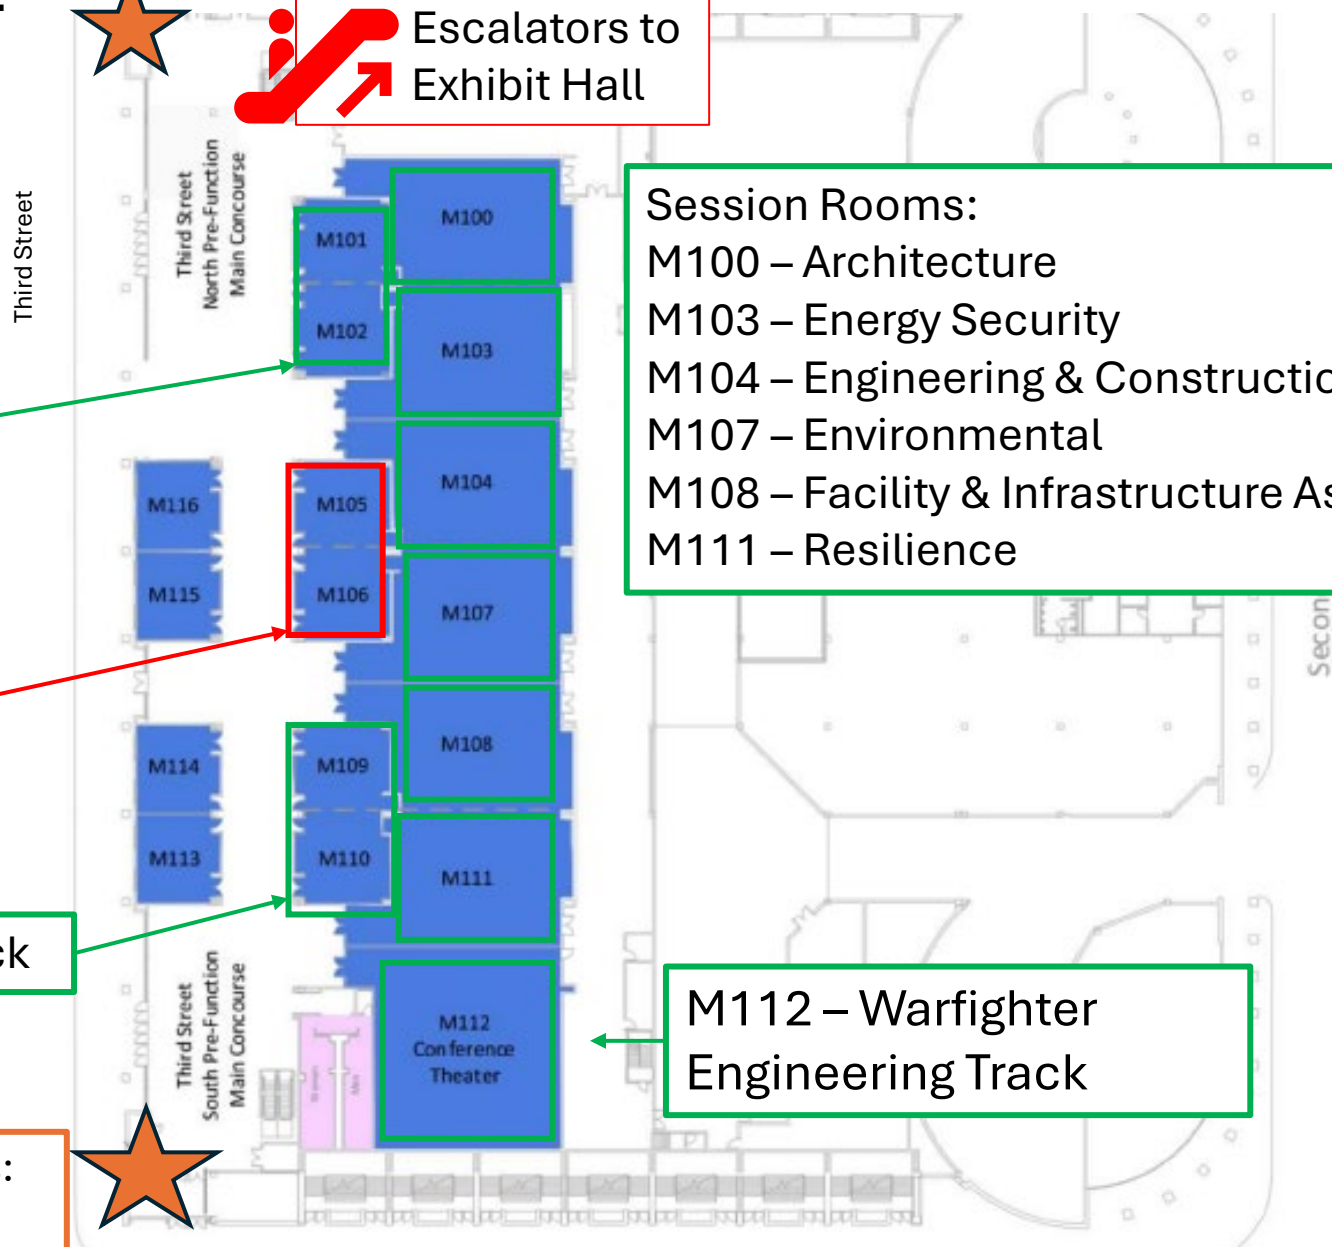 Escalators to
Exhibit Hall
Third Street
Third Street
North Pre-Function
Main Concourse
M100
M101
M102
M103
Session Rooms:
M100 – Architecture
M103 – Energy Security
M104 – Engineering & Constructio
M107 – Environmental
M108 – Facility & Infrastructure As
M111 – Resilience
M104
M116
M105
M115
M106
M107
Secon
M108
M114
M109
M113
M110
M111
ck
Third Street
South Pre-Function
Main Concourse
M112
Conference
Theater
M112 – Warfighter
Engineering Track
Women
Men
: